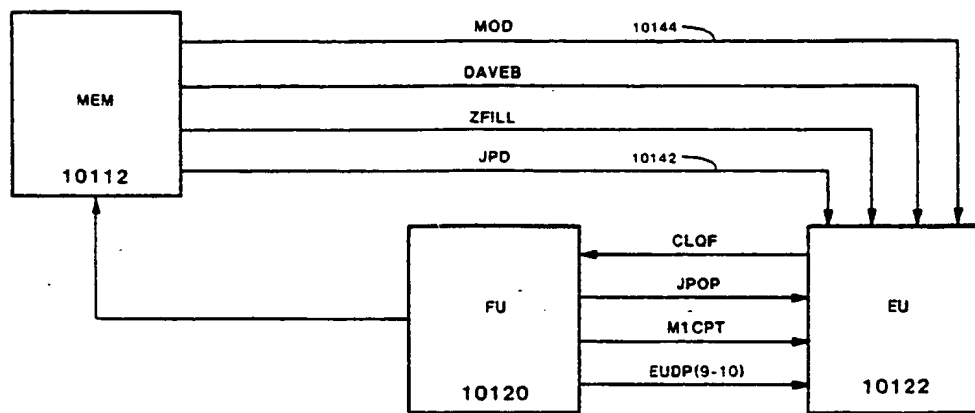 MOD 10144
DAVEB
MEM
ZFILL
JPD 10142
10112
CLQF
JPOP
FU
EU
M1CPT
EUDP(9-10)
10120
10122